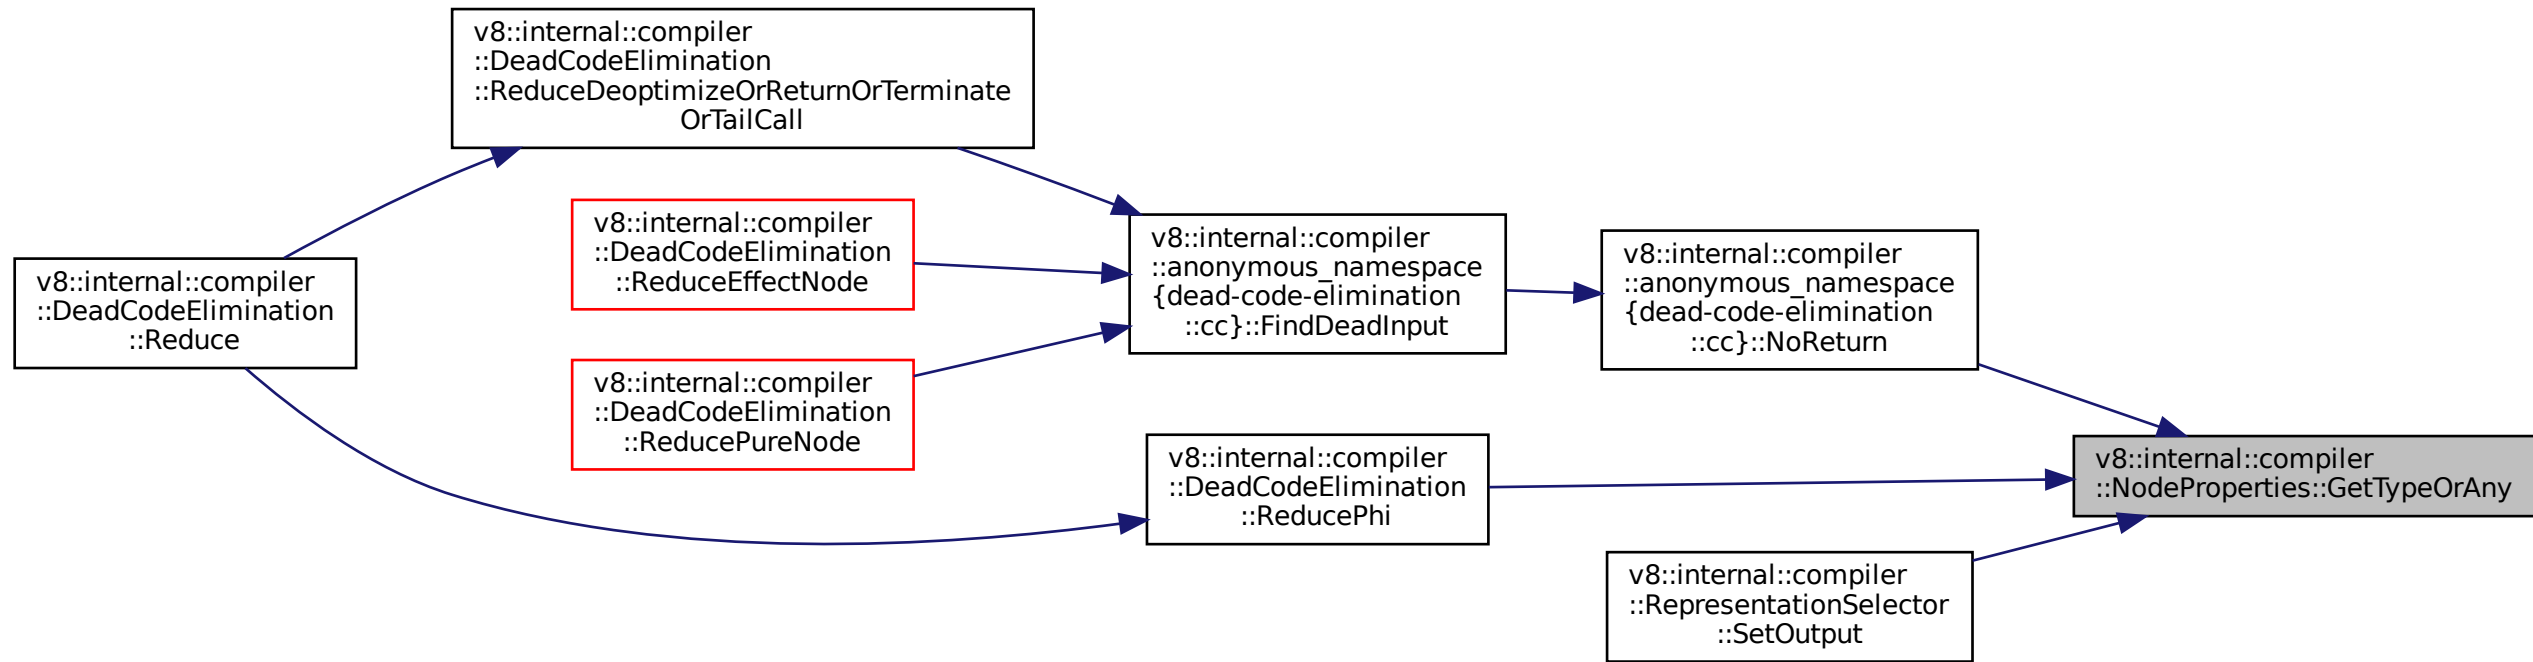 v8::internal::compiler
::DeadCodeElimination
::ReduceDeoptimizeOrReturnOrTerminate
OrTailCall
v8::internal::compiler
::DeadCodeElimination
::ReduceEffectNode
v8::internal::compiler
::DeadCodeElimination
::Reduce
v8::internal::compiler
::DeadCodeElimination
::ReducePureNode
v8::internal::compiler
::anonymous_namespace
{dead-code-elimination
::cc}::FindDeadInput
v8::internal::compiler
::anonymous_namespace
{dead-code-elimination
::cc}::NoReturn
v8::internal::compiler
::DeadCodeElimination
::ReducePhi
v8::internal::compiler
::NodeProperties::GetTypeOrAny
v8::internal::compiler
::RepresentationSelector
::SetOutput